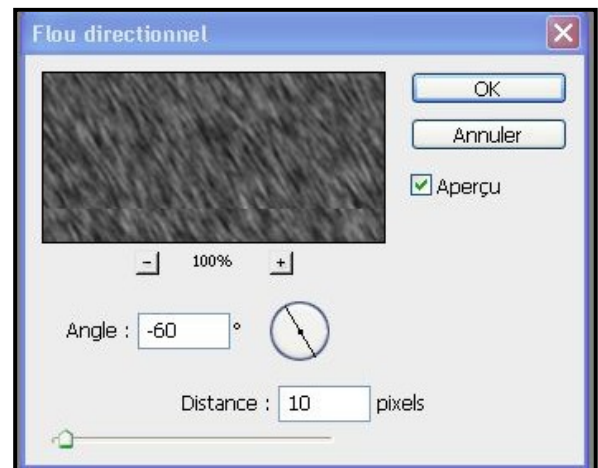 Flou directionnel
OK
Annuler
Aperçu
- 100% +
Angle : -60 °
Distance : 10 pixels